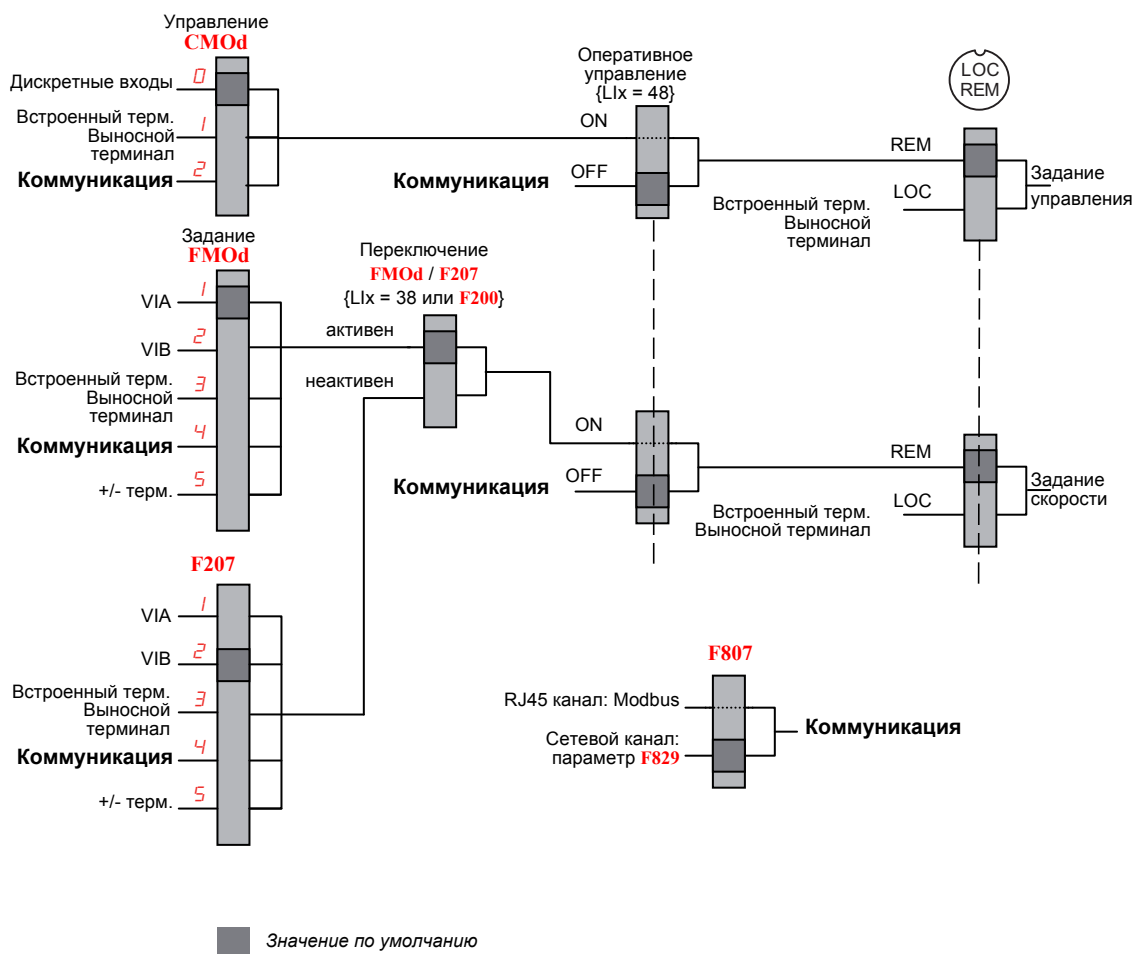 Управление
CMOd
Дискретные входы
0
Встроенный терм.
Выносной
терминал
1
Коммуникация
2
Оперативное
управление
{LIx = 48}
ON
Коммуникация
OFF
LOC
REM
REM
Встроенный терм.
Выносной
терминал
LOC
Задание
управления
Задание
FMOd
VIA
1
VIB
2
Встроенный терм.
Выносной
терминал
3
Коммуникация
4
+/- терм.
5
Переключение
FMOd / F207
{LIx = 38 или F200}
активен
неактивен
ON
Коммуникация
OFF
REM
Встроенный терм.
Выносной терминал
LOC
Задание
скорости
F207
VIA
1
VIB
2
Встроенный терм.
Выносной
терминал
3
Коммуникация
4
+/- терм.
5
F807
RJ45 канал: Modbus
Сетевой канал:
параметр F829
Коммуникация
Значение по умолчанию